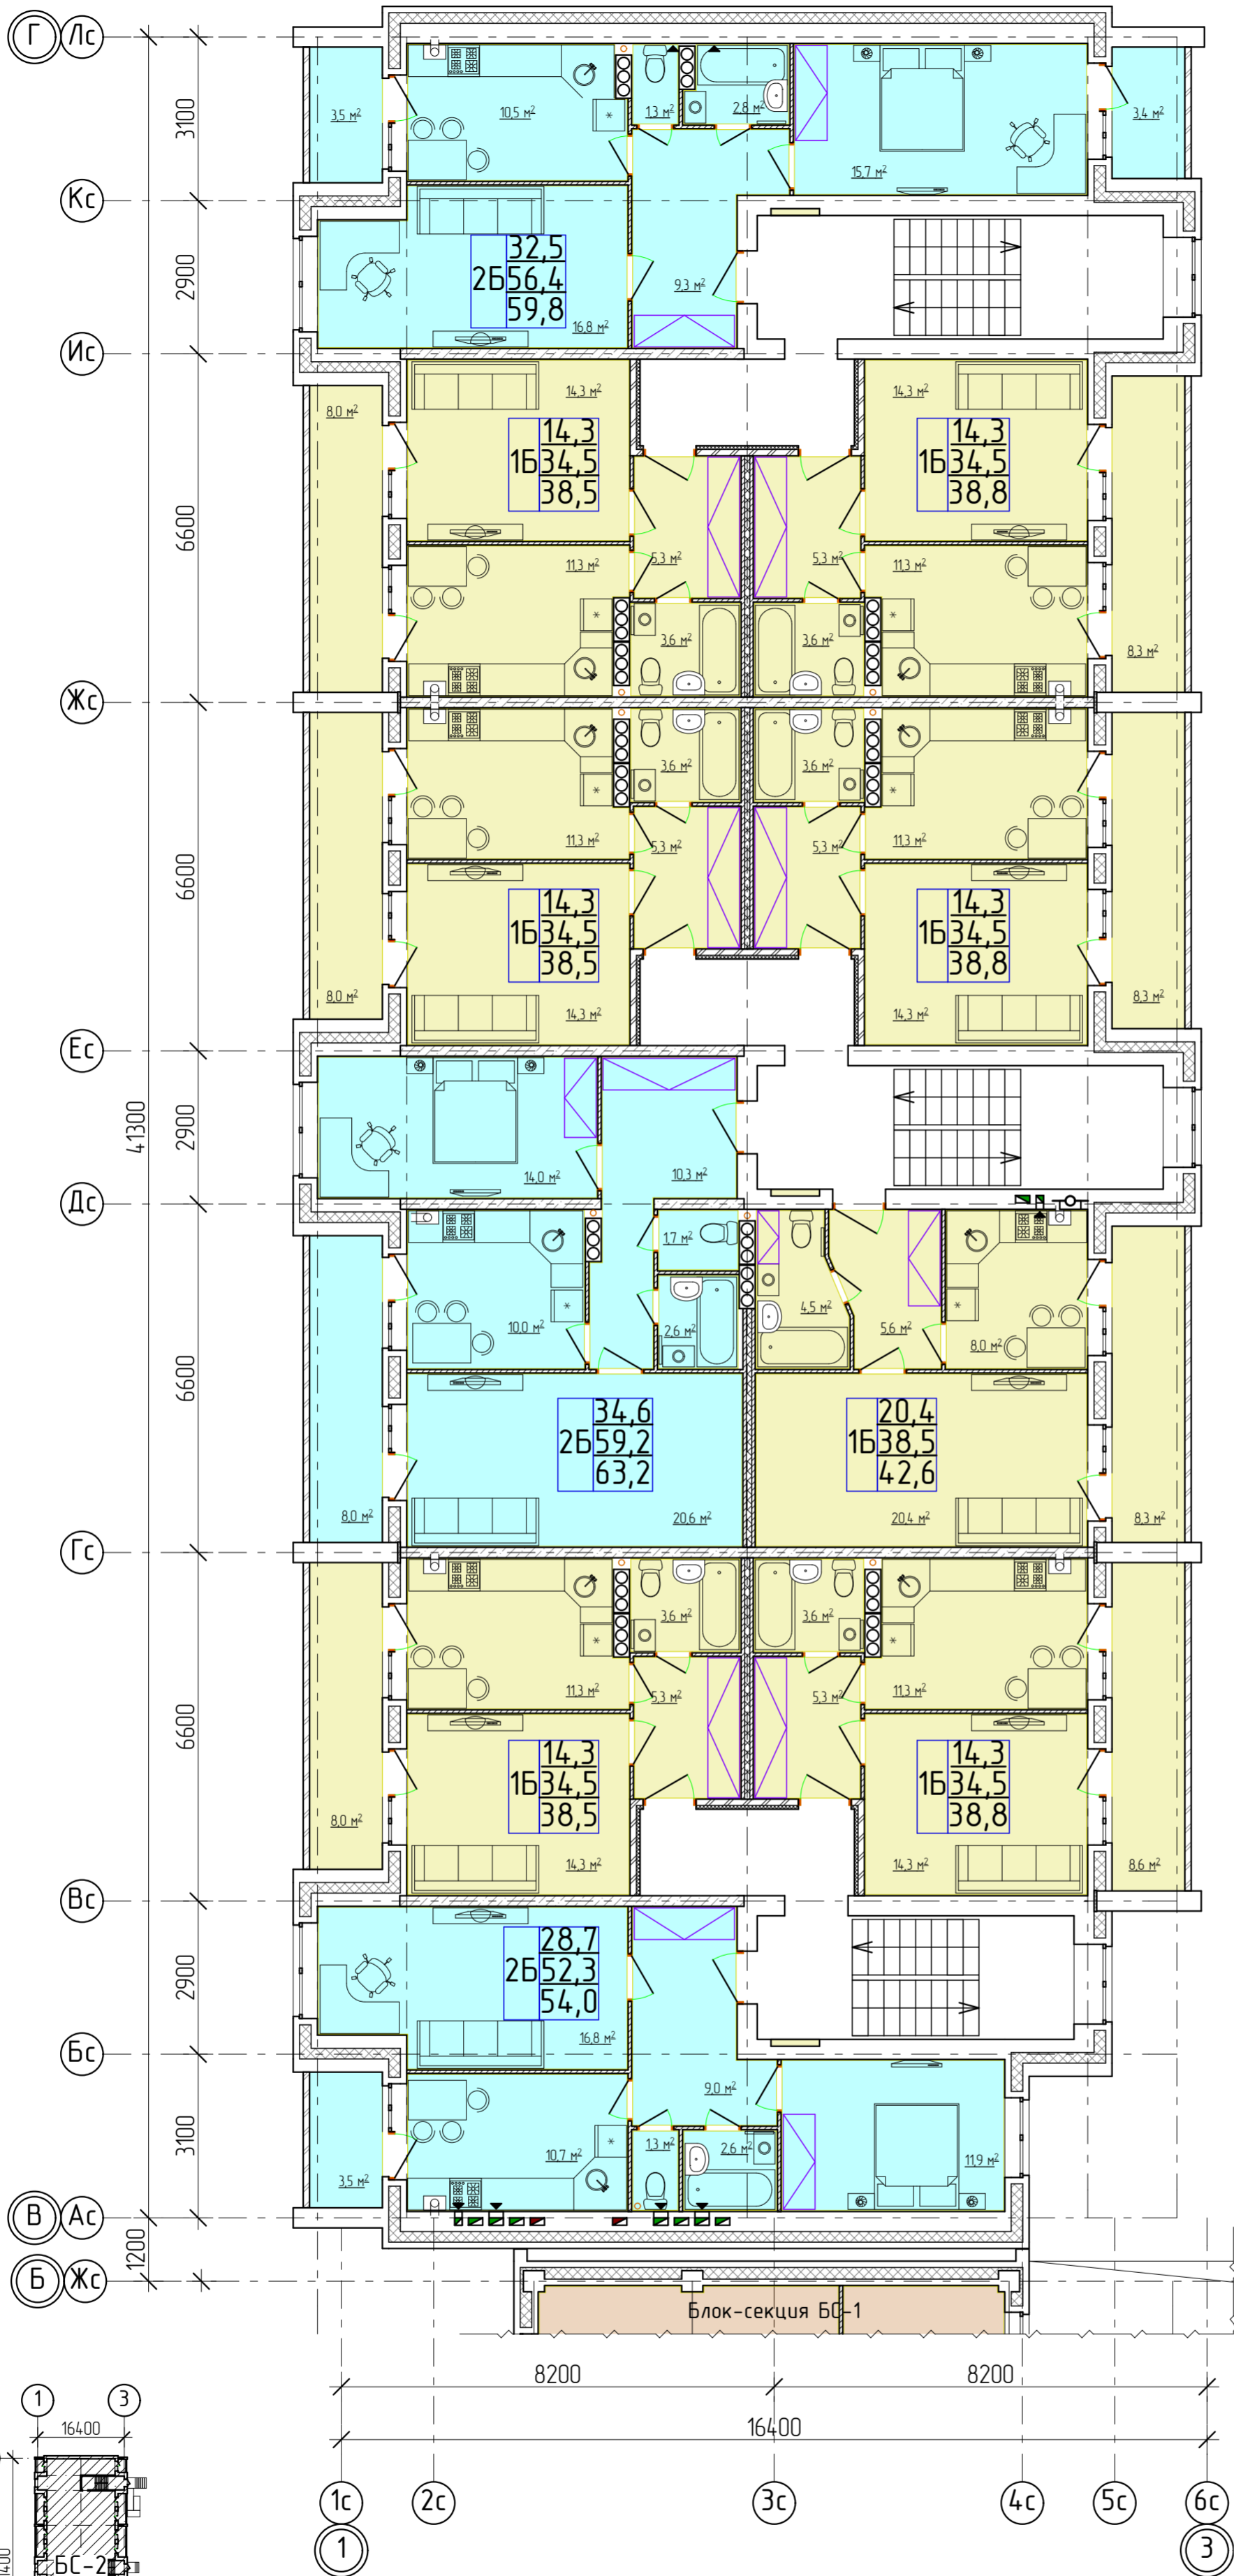 Г Лс
3100
3,5 м²
10,5 м²
1,3 м²
2,8 м²
15,7 м²
3,4 м²
Кс
2900
2Б
32,5
56,4
59,8
16,8 м²
9,3 м²
Ис
8,0 м²
14,3 м²
14,3 м²
1Б
14,3
34,5
38,5
1Б
14,3
34,5
38,8
6600
11,3 м²
5,3 м²
5,3 м²
11,3 м²
3,6 м²
3,6 м²
8,3 м²
Жс
3,6 м²
3,6 м²
11,3 м²
5,3 м²
5,3 м²
11,3 м²
6600
1Б
14,3
34,5
38,5
1Б
14,3
34,5
38,8
8,0 м²
14,3 м²
14,3 м²
8,3 м²
Ес
41300
2900
14,0 м²
10,3 м²
Дс
1,7 м²
10,0 м²
2,6 м²
4,5 м²
5,6 м²
8,0 м²
6600
2Б
34,6
59,2
63,2
1Б
20,4
38,5
42,6
8,0 м²
20,6 м²
20,4 м²
8,3 м²
Гс
3,6 м²
3,6 м²
11,3 м²
5,3 м²
5,3 м²
11,3 м²
6600
1Б
14,3
34,5
38,5
1Б
14,3
34,5
38,8
8,0 м²
14,3 м²
14,3 м²
8,6 м²
Вс
2900
2Б
28,7
52,3
54,0
16,8 м²
Бс
9,0 м²
3100
3,5 м²
10,7 м²
1,3 м²
2,6 м²
11,9 м²
В Ас
1200
Б Жс
Блок-секция БС-1
8200
8200
16400
1с
2с
3с
4с
5с
6с
1
3
1
3
16400
БС-2